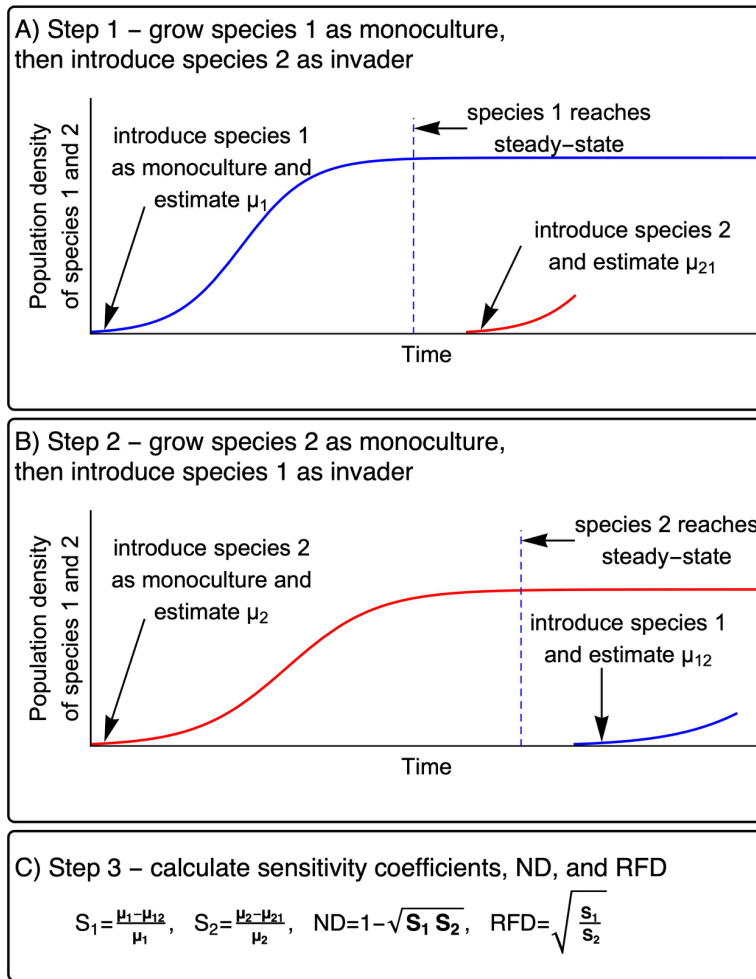 A) Step 1 – grow species 1 as monoculture,
then introduce species 2 as invader
Population density
of species 1 and 2
introduce species 1
as monoculture and
estimate μ₁
species 1 reaches
steady–state
introduce species 2
and estimate μ₂₁
Time
B) Step 2 – grow species 2 as monoculture,
then introduce species 1 as invader
Population density
of species 1 and 2
introduce species 2
as monoculture and
estimate μ₂
species 2 reaches
steady–state
introduce species 1
and estimate μ₁₂
Time
C) Step 3 – calculate sensitivity coefficients, ND, and RFD
S₁=(μ₁−μ₁₂)/μ₁, S₂=(μ₂−μ₂₁)/μ₂, ND=1−√(S₁ S₂), RFD=√(S₁/S₂)